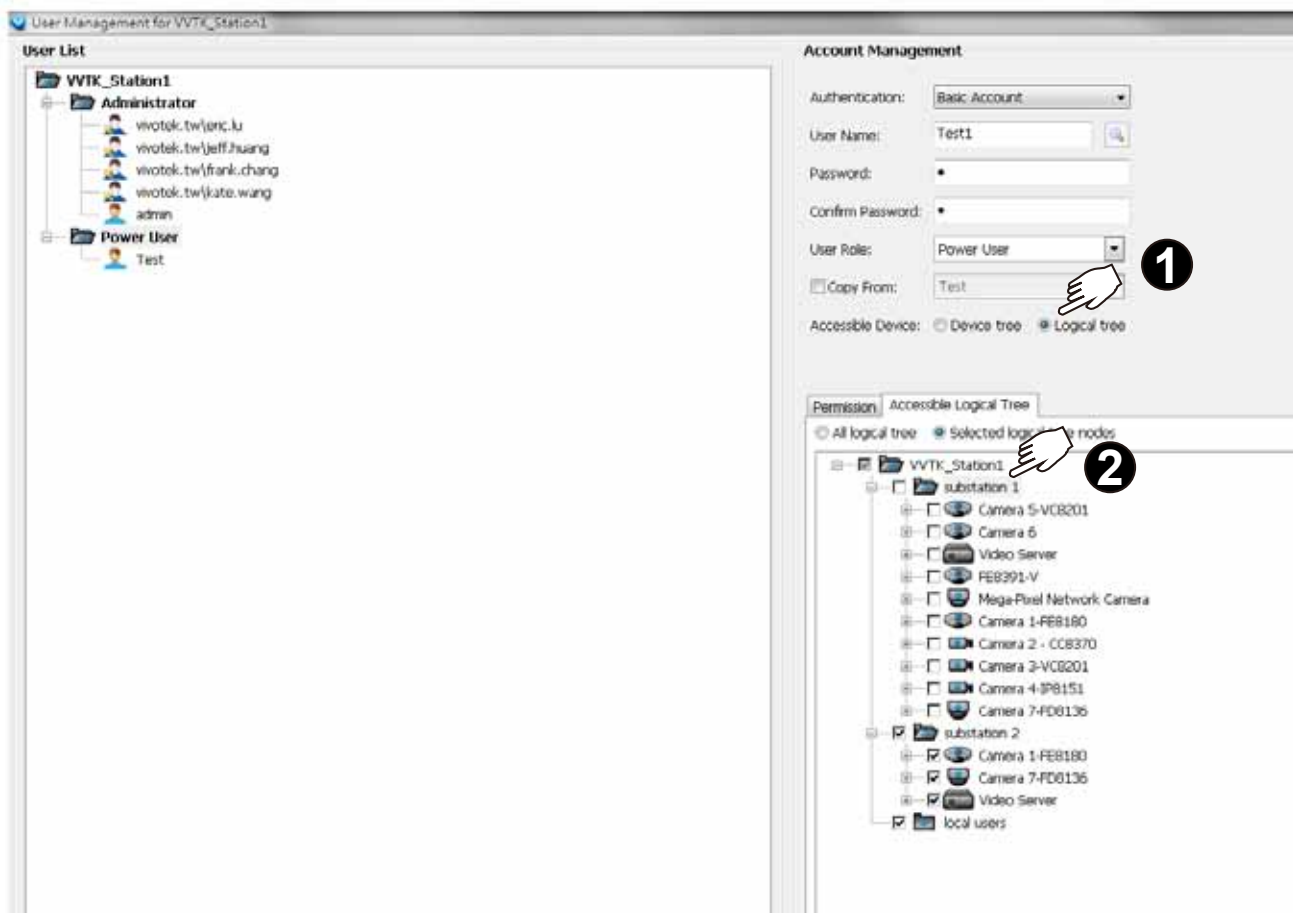 User Management for VVTK_Station1
User List
VVTK_Station1
Administrator
vivotek.tw\eric.lu
vivotek.tw\jeff.huang
vivotek.tw\frank.chang
vivotek.tw\kate.wang
admin
Power User
Test
Account Management
Authentication: Basic Account
User Name: Test1
Password: •
Confirm Password: •
User Role: Power User
Copy From: Test
Accessible Device: Device tree Logical tree
1
Permission Accessible Logical Tree
All logical tree Selected logical tree nodes
2
VVTK_Station1
substation 1
Camera 5-VC8201
Camera 6
Video Server
FE8391-V
Mega-Pixel Network Camera
Camera 1-FE8180
Camera 2 - CC8370
Camera 3-VC8201
Camera 4-IP8151
Camera 7-FD8136
substation 2
Camera 1-FE8180
Camera 7-FD8136
Video Server
local users